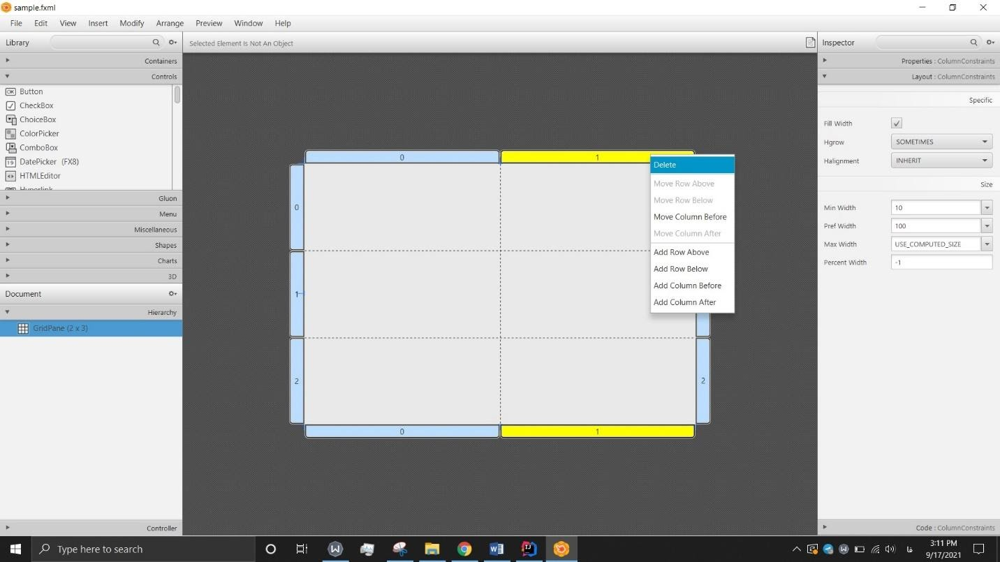 sample.fxml
File Edit View Insert Modify Arrange Preview Window Help
Library
Selected Element Is Not An Object
Inspector
Containers
Controls
Button
CheckBox
ChoiceBox
ColorPicker
ComboBox
DatePicker (FX8)
HTMLEditor
Hyperlink
Gluon
Menu
Miscellaneous
Shapes
Charts
3D
Document
Hierarchy
GridPane (2 x 3)
Controller
0 1
0
1
2 2
0 1
Delete
Move Row Above
Move Row Below
Move Column Before
Move Column After
Add Row Above
Add Row Below
Add Column Before
Add Column After
Properties : ColumnConstraints
Layout : ColumnConstraints
Specific
Fill Width
Hgrow SOMETIMES
Halignment INHERIT
Size
Min Width 10
Pref Width 100
Max Width USE_COMPUTED_SIZE
Percent Width -1
Code : ColumnConstraints
Type here to search
فا
3:11 PM
9/17/2021